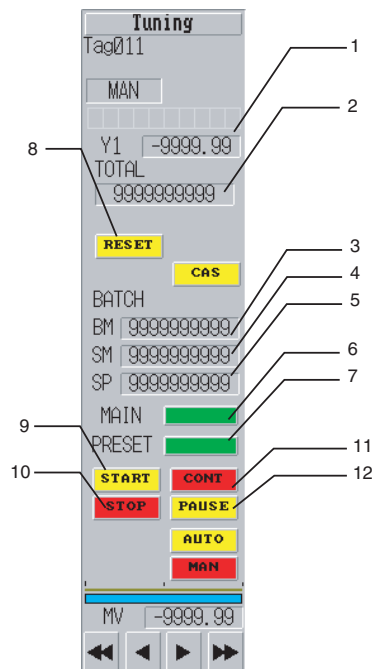 Tuning
Tag011
1
MAN
2
Y1 -9999.99
8
TOTAL
9999999999
RESET
CAS
3
BATCH
4
BM 9999999999
5
SM 9999999999
6
SP 9999999999
7
MAIN
9
PRESET
11
START CONT
10
12
STOP PAUSE
AUTO
MAN
MV -9999.99